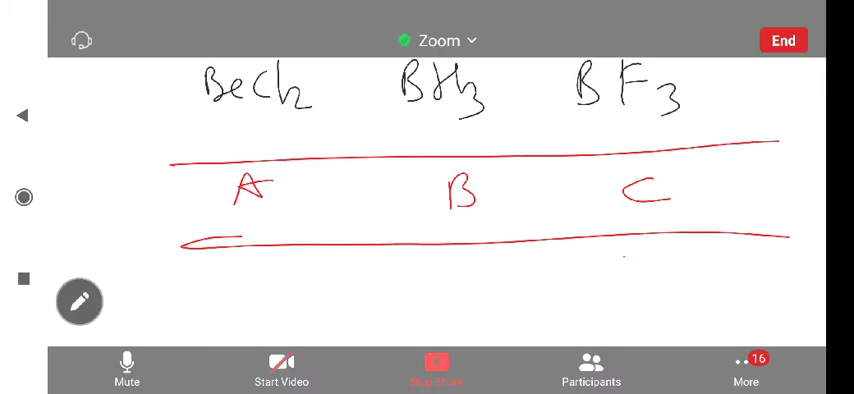 Zoom
End
BeCl2 BH3 BF3
A B C
Mute Start Video Stop Share Participants More
16